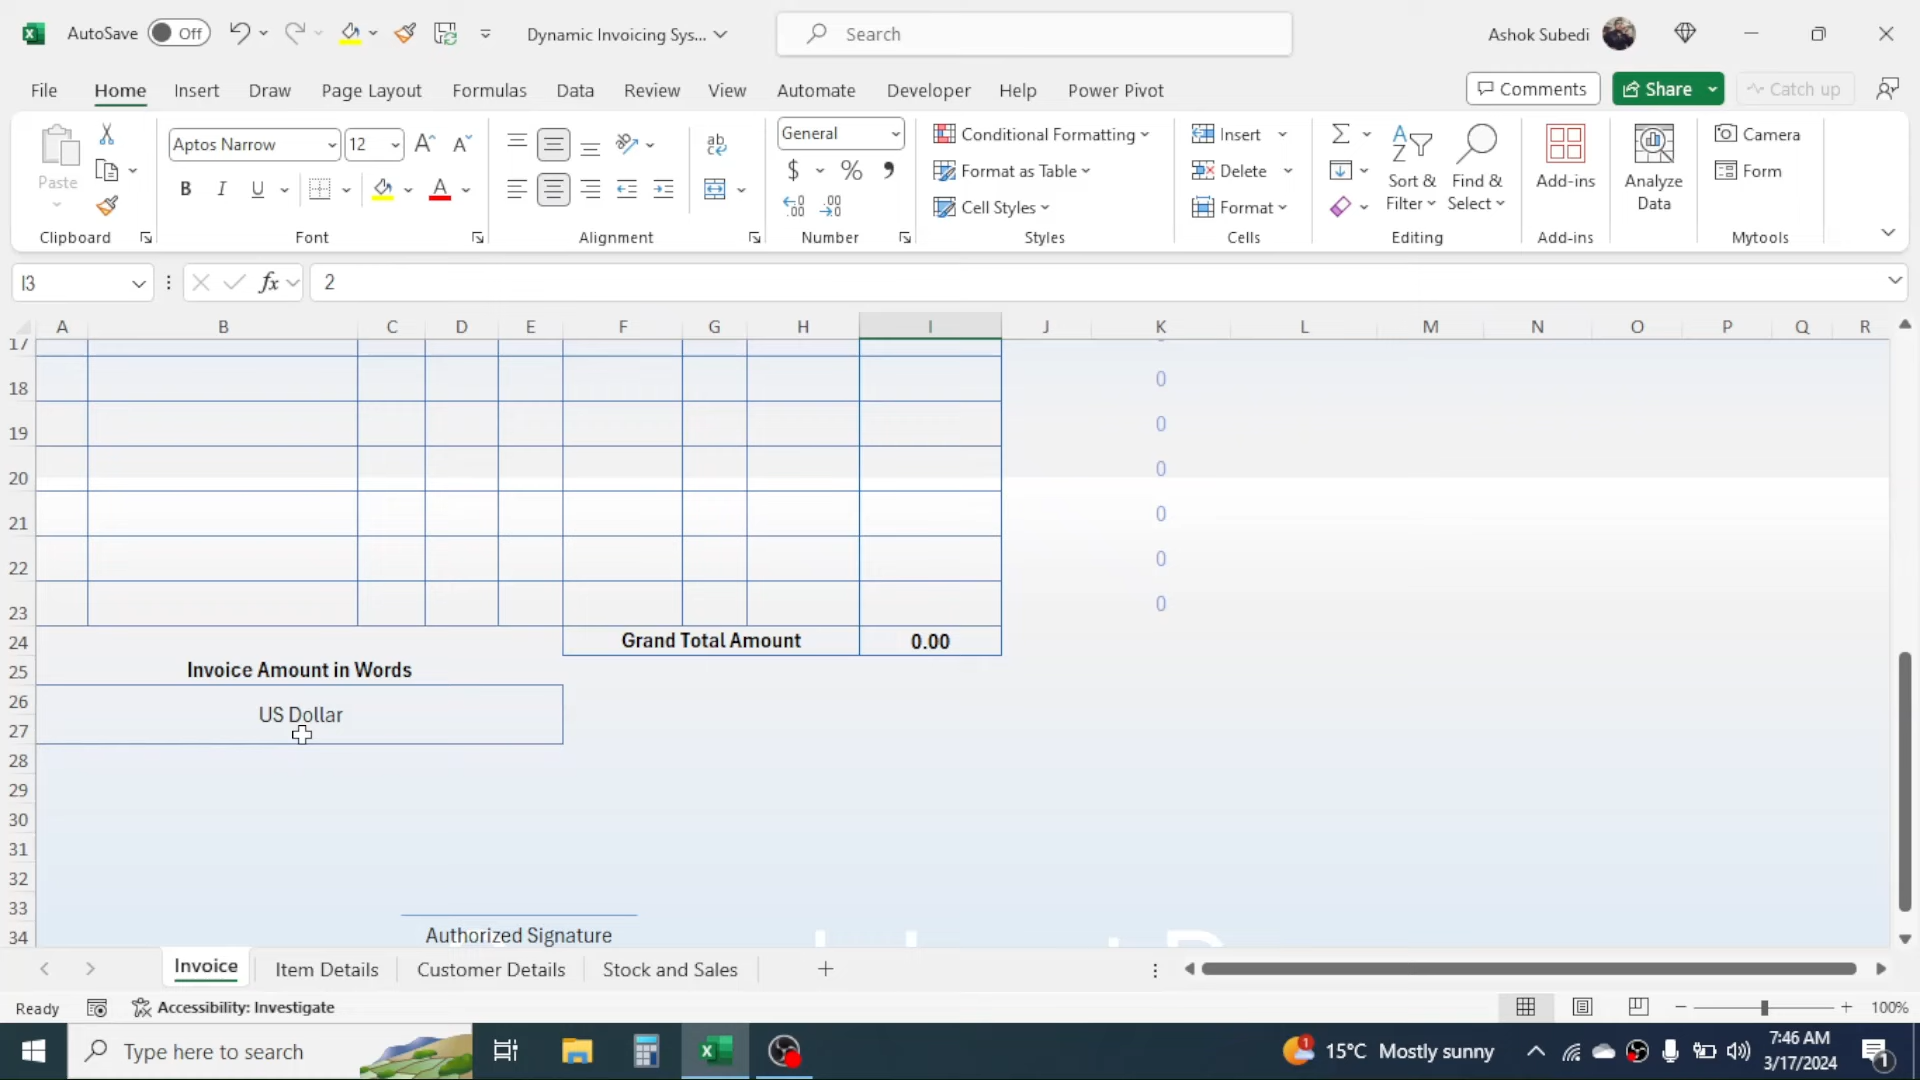 AutoSave Off Dynamic Invoicing Sys... Search Ashok Subedi
File Home Insert Draw Page Layout Formulas Data Review View Automate Developer Help Power Pivot Comments Share Catch up
Paste Aptos Narrow 12 General Conditional Formatting Insert Camera
Format as Table Delete Sort & Filter Find & Select Add-ins Analyze Data Form
B I U $ % Cell Styles Format
Clipboard Font Alignment Number Styles Cells Editing Add-ins Mytools
I3 fx 2
A B C D E F G H I J K L M N O P Q R
17
18 0
19 0
20 0
21 0
22 0
23 0
24 Grand Total Amount 0.00
25 Invoice Amount in Words
26 US Dollar
27
28
29
30
31
32
33
34 Authorized Signature
Invoice Item Details Customer Details Stock and Sales
Ready Accessibility: Investigate 100%
Type here to search 1 15°C Mostly sunny 7:46 AM
3/17/2024 1